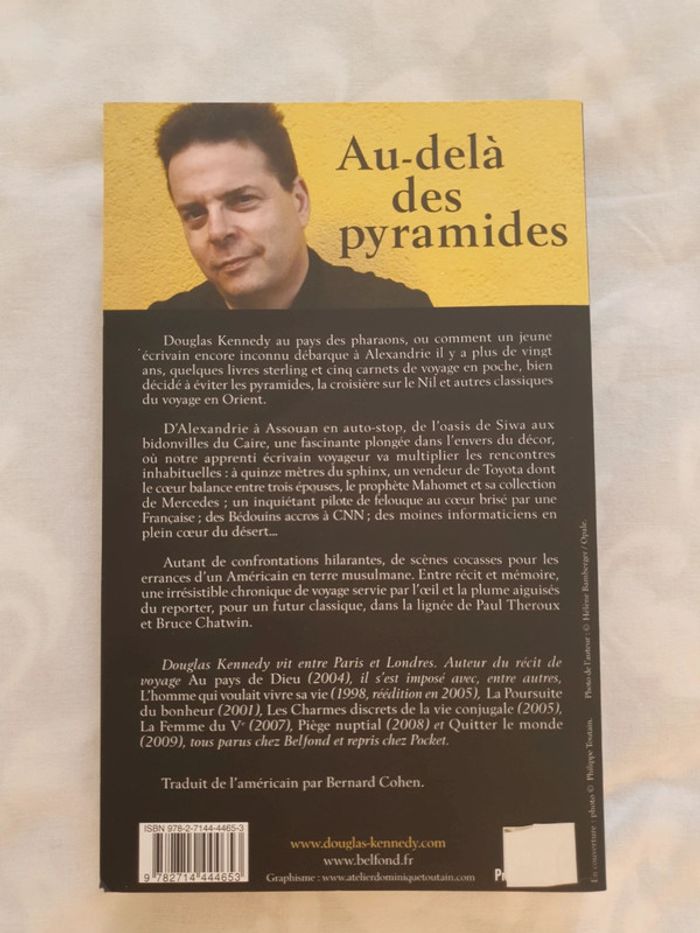 Au-delà
des
pyramides
Douglas Kennedy au pays des pharaons, ou comment un jeune
écrivain encore inconnu débarque à Alexandrie il y a plus de vingt
ans, quelques livres sterling et cinq carnets de voyage en poche, bien
décidé à éviter les pyramides, la croisière sur le Nil et autres classiques
du voyage en Orient.
D'Alexandrie à Assouan en auto-stop, de l'oasis de Siwa aux
bidonvilles du Caire, une fascinante plongée dans l'envers du décor,
où notre apprenti écrivain voyageur va multiplier les rencontres
inhabituelles : à quinze mètres du sphinx, un vendeur de Toyota dont
le cœur balance entre trois épouses, le prophète Mahomet et sa collection
de Mercedes ; un inquiétant pilote de felouque au cœur brisé par une
Française ; des Bédouins accros à CNN ; des moines informaticiens en
plein cœur du désert...
Autant de confrontations hilarantes, de scènes cocasses pour les
errances d'un Américain en terre musulmane. Entre récit et mémoire,
une irrésistible chronique de voyage servie par l'œil et la plume aiguisés
du reporter, pour un futur classique, dans la lignée de Paul Theroux
et Bruce Chatwin.
Douglas Kennedy vit entre Paris et Londres. Auteur du récit de
voyage Au pays de Dieu (2004), il s'est imposé avec, entre autres,
L'homme qui voulait vivre sa vie (1998, réédition en 2005), La Poursuite
du bonheur (2001), Les Charmes discrets de la vie conjugale (2005),
La Femme du Ve (2007), Piège nuptial (2008) et Quitter le monde
(2009), tous parus chez Belfond et repris chez Pocket.
Traduit de l'américain par Bernard Cohen.
ISBN 978-2-7144-4465-3
9 782714 444653
www.douglas-kennedy.com
www.belfond.fr
Graphisme : www.atelierdominiquetoutain.com
Pr
En couverture : photo © Philippe Toutain. Photo de l'auteur : © Hélène Bamberger / Opale.